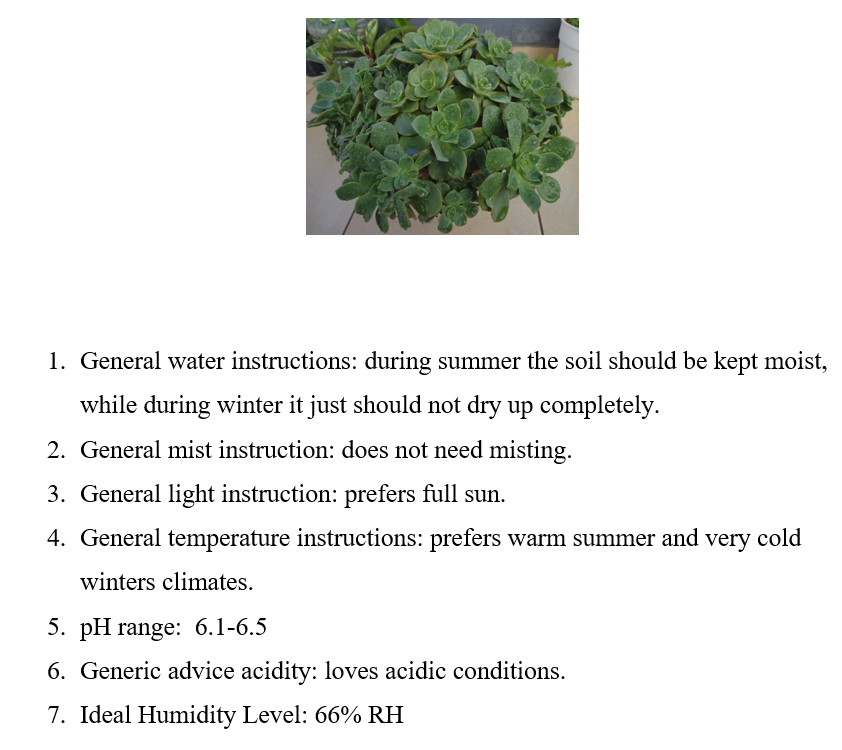 1. General water instructions: during summer the soil should be kept moist,
while during winter it just should not dry up completely.
2. General mist instruction: does not need misting.
3. General light instruction: prefers full sun.
4. General temperature instructions: prefers warm summer and very cold
winters climates.
5. pH range:  6.1-6.5
6. Generic advice acidity: loves acidic conditions.
7. Ideal Humidity Level: 66% RH